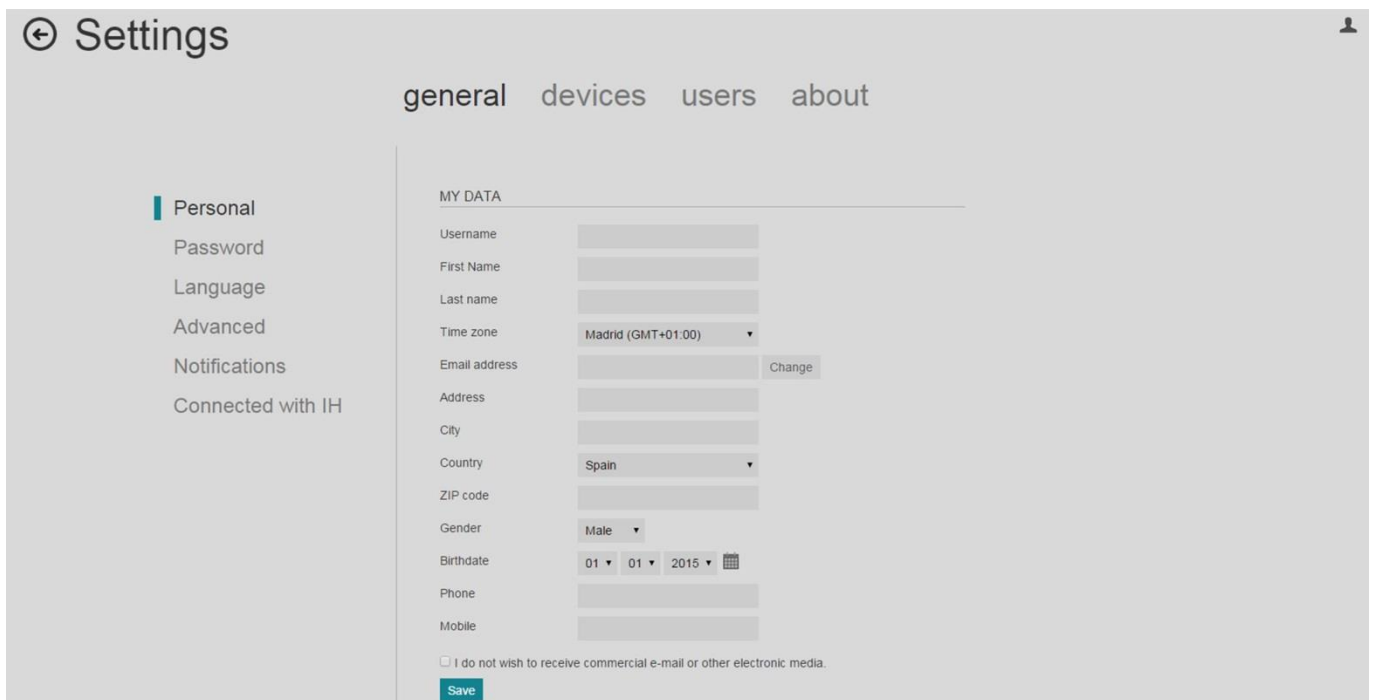 Settings
general devices users about
Personal
Password
Language
Advanced
Notifications
Connected with IH
MY DATA
Username
First Name
Last name
Time zone Madrid (GMT+01:00)
Email address Change
Address
City
Country Spain
ZIP code
Gender Male
Birthdate 01 01 2015
Phone
Mobile
I do not wish to receive commercial e-mail or other electronic media.
Save